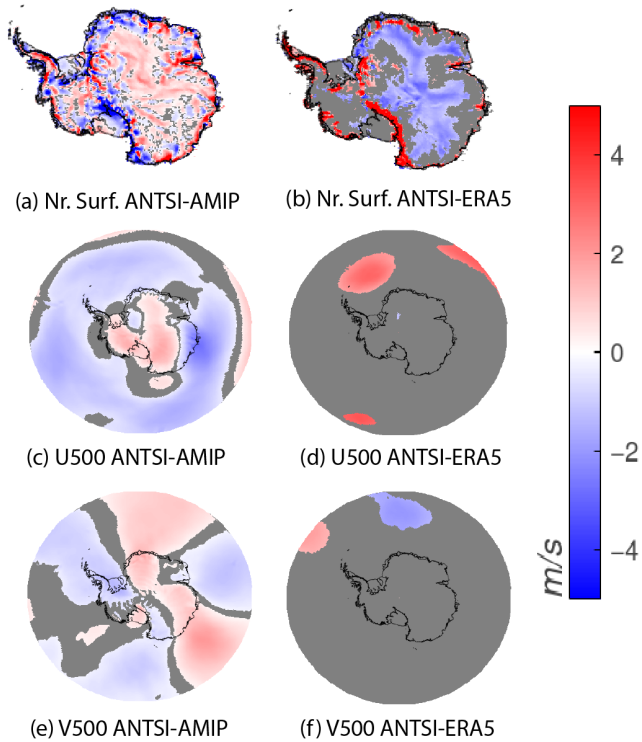 (a) Nr. Surf. ANTSI-AMIP
(b) Nr. Surf. ANTSI-ERA5
(c) U500 ANTSI-AMIP
(d) U500 ANTSI-ERA5
(e) V500 ANTSI-AMIP
(f) V500 ANTSI-ERA5
4
2
0
−2
−4
m/s